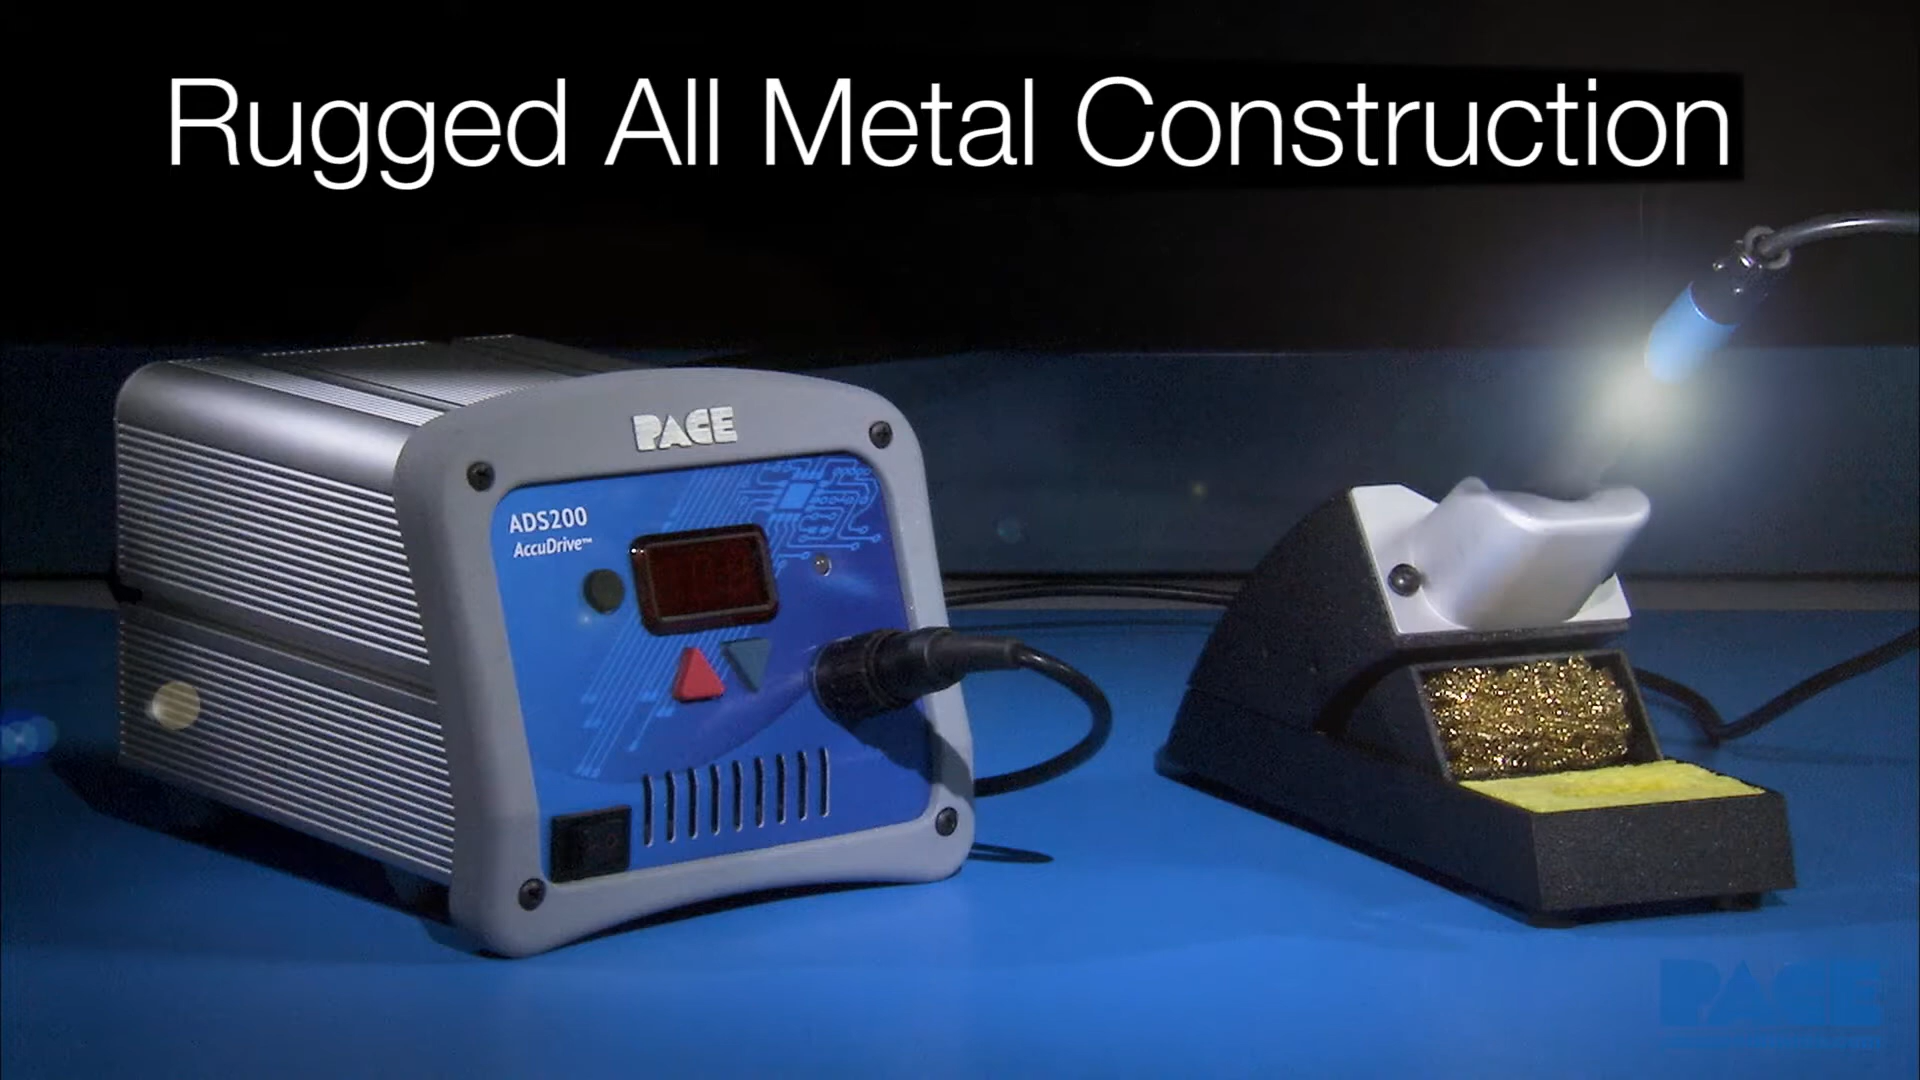 Rugged All Metal Construction
PACE
ADS200
AccuDrive™
PACE